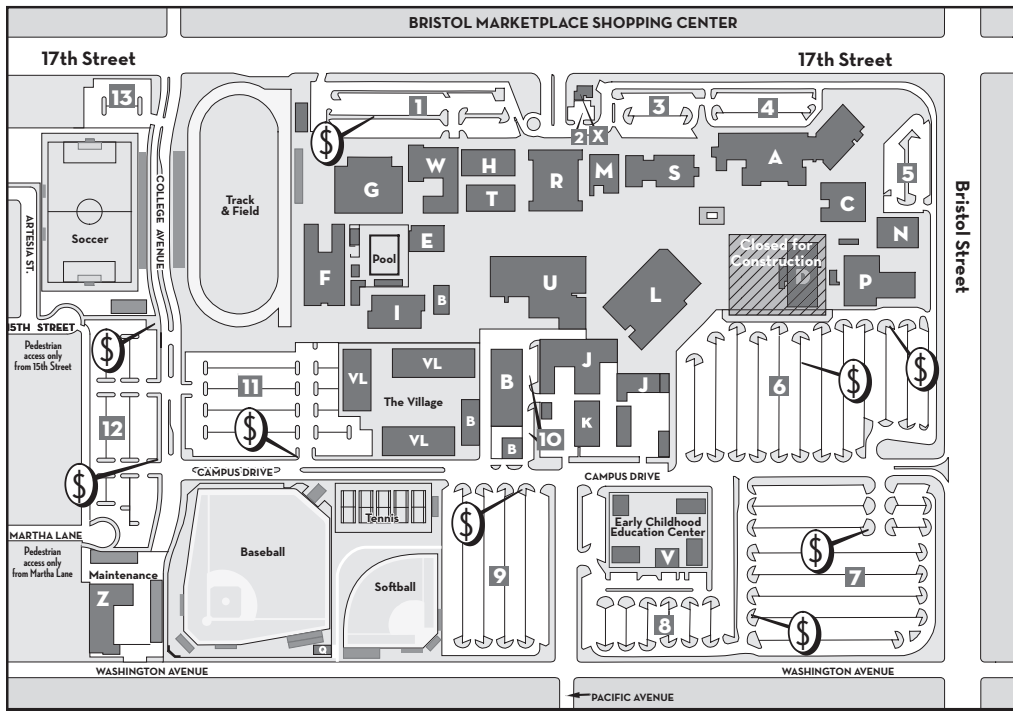 BRISTOL MARKETPLACE SHOPPING CENTER
17th Street
17th Street
13
1
2
X
3
4
5
$
COLLEGE AVENUE
ARTESIA ST.
Soccer
Track
& Field
G
W
H
T
R
M
S
A
C
N
Bristol Street
E
F
Pool
I
B
U
L
Closed for
Construction
D
P
15TH STREET
Pedestrian
access only
from 15th Street
$
12
11
$
VL
VL
The Village
VL
B
B
B
J
J
K
10
6
$
$
$
CAMPUS DRIVE
CAMPUS DRIVE
MARTHA LANE
Pedestrian
access only
from Martha Lane
Maintenance
Z
Baseball
Tennis
Softball
Q
$
9
Early Childhood
Education Center
V
8
$
7
$
WASHINGTON AVENUE
WASHINGTON AVENUE
PACIFIC AVENUE